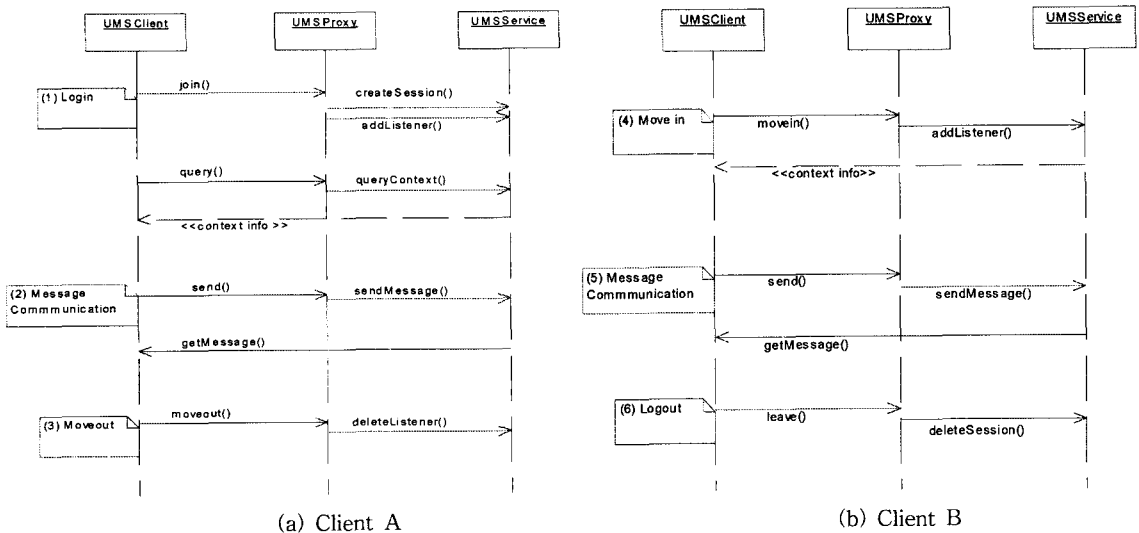 UMSClient
UMSProxy
UMSService
(1) Login
join()
createSession()
addListener()
query()
queryContext()
<<context info >>
(2) Message
Commmunication
send()
sendMessage()
getMessage()
(3) Moveout
moveout()
deleteListener()
(a) Client A
UMSClient
UMSProxy
UMSService
(4) Move in
movein()
addListener()
<<context info>>
(5) Message
Commmunication
send()
sendMessage()
getMessage()
(6) Logout
leave()
deleteSession()
(b) Client B